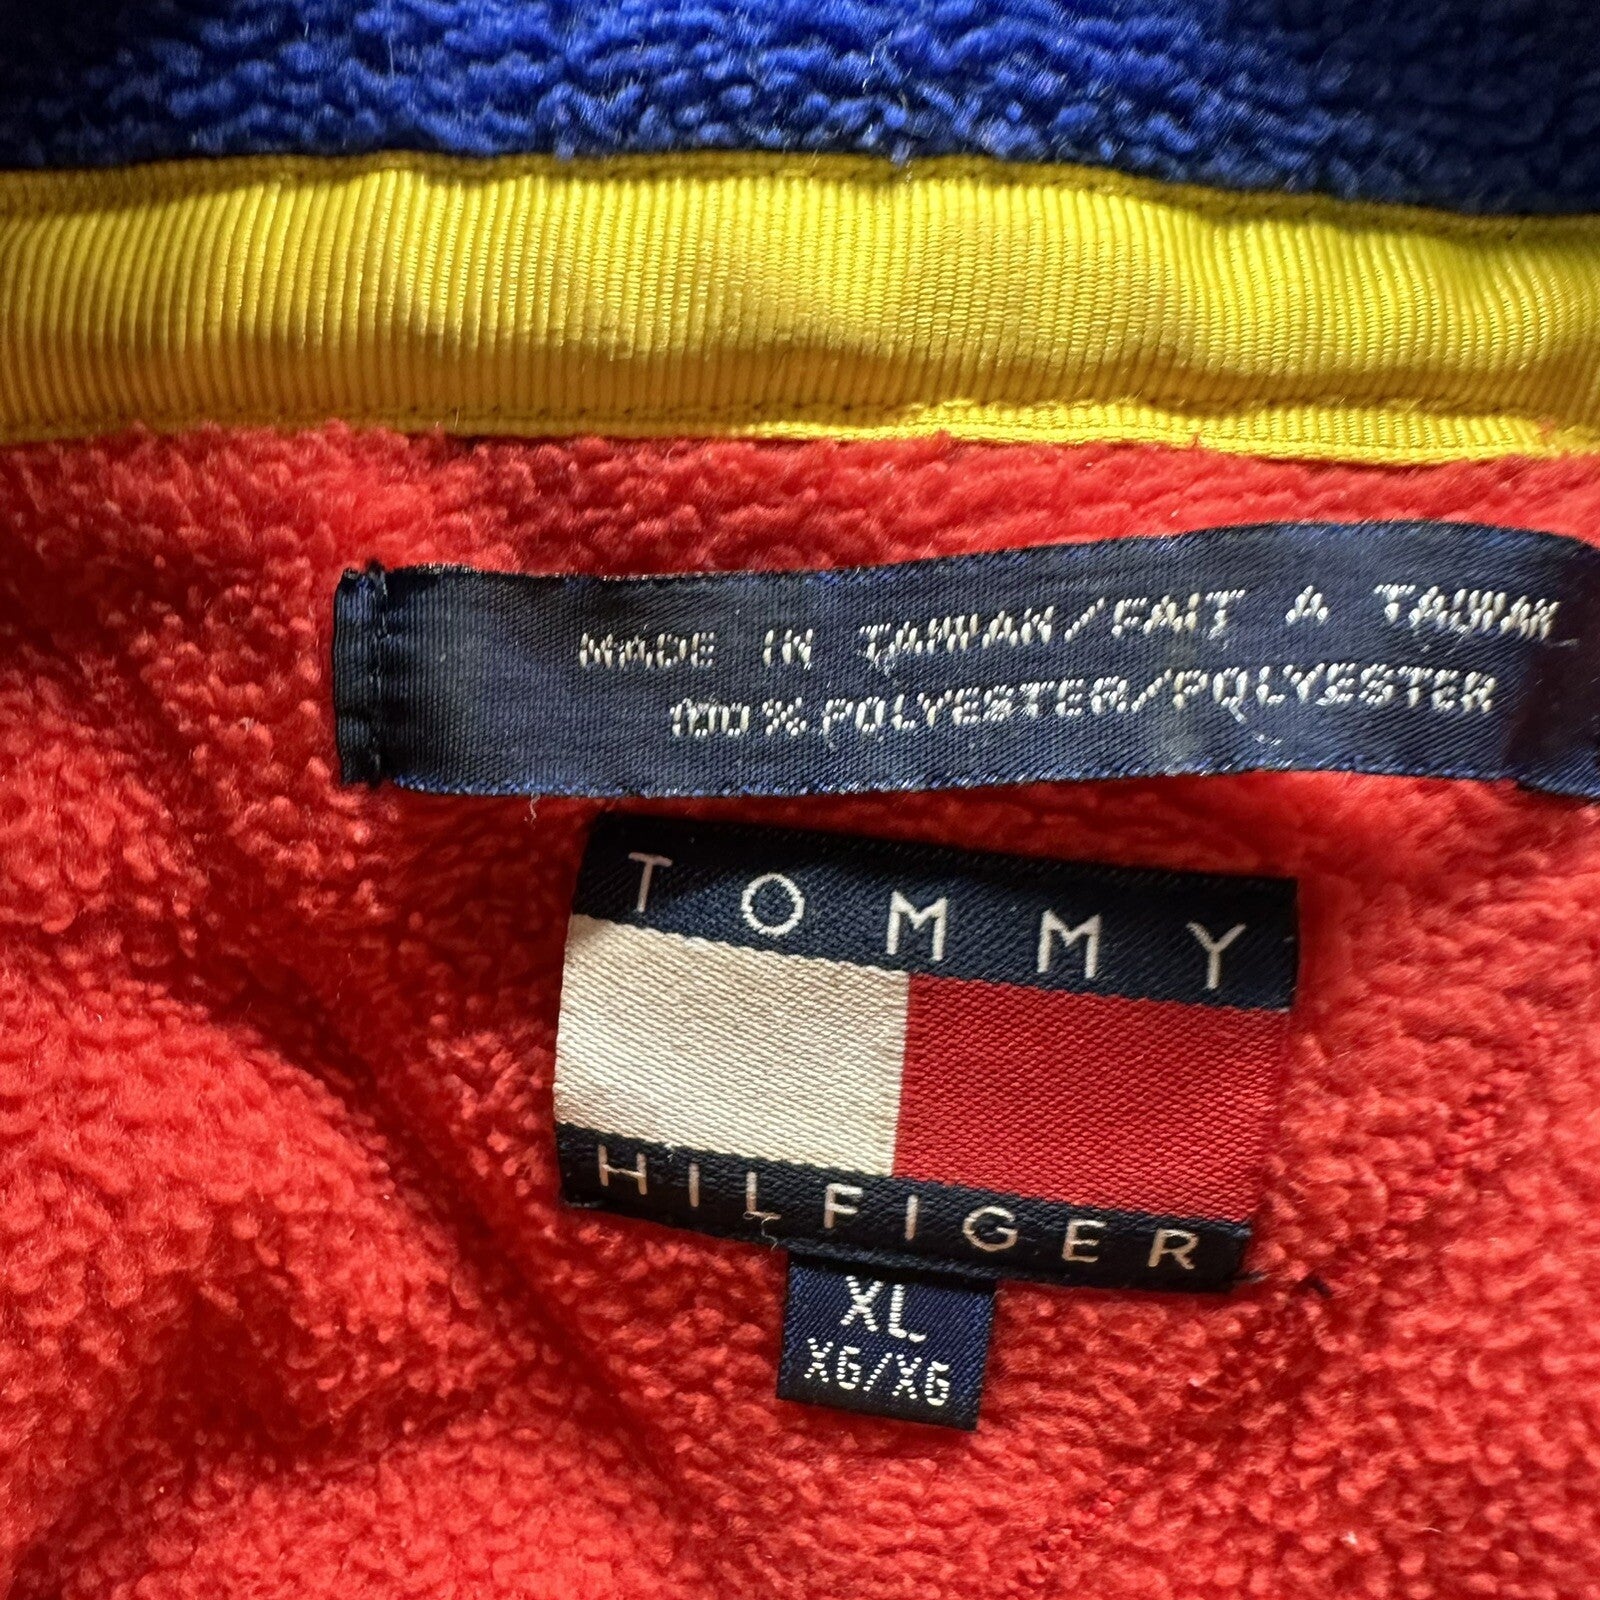 MADE IN TAIWAN/FAIT A TAIWAN
100% POLYESTER/POLYESTER
TOMMY
HILFIGER
XL
XG/XG